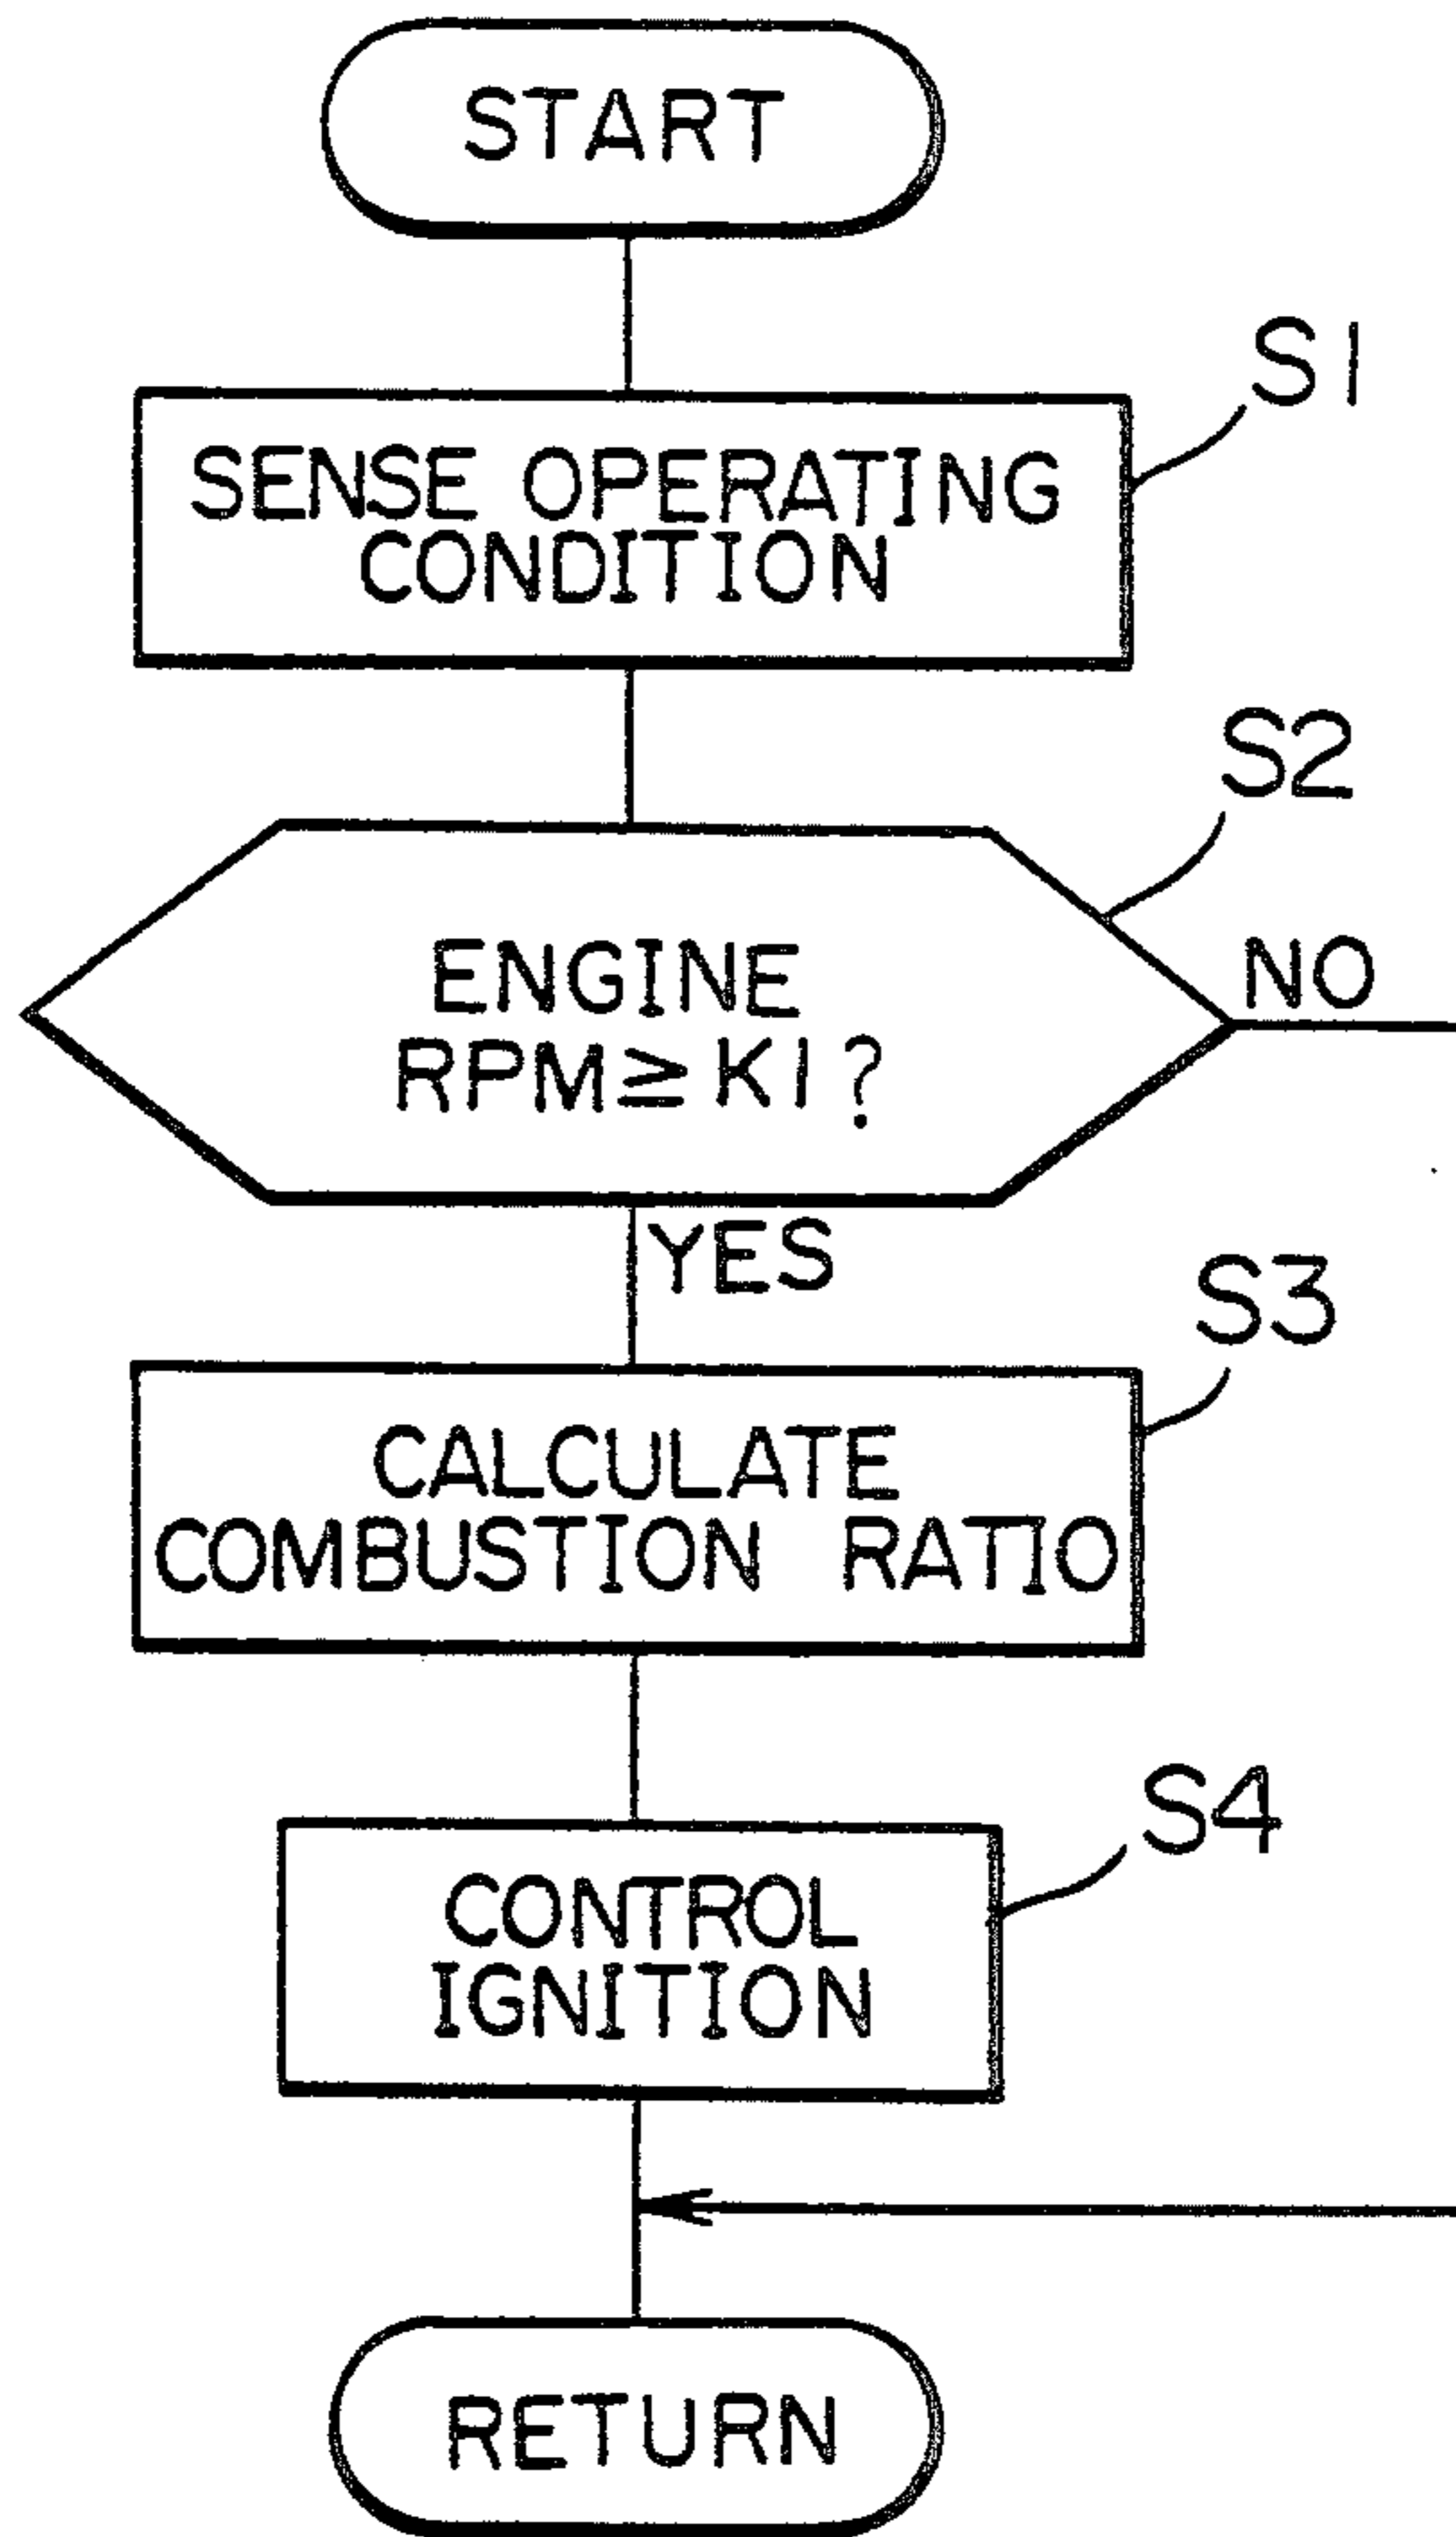 START
S1
SENSE OPERATING
CONDITION
S2
ENGINE
RPM≥K1?
NO
YES
S3
CALCULATE
COMBUSTION RATIO
S4
CONTROL
IGNITION
RETURN